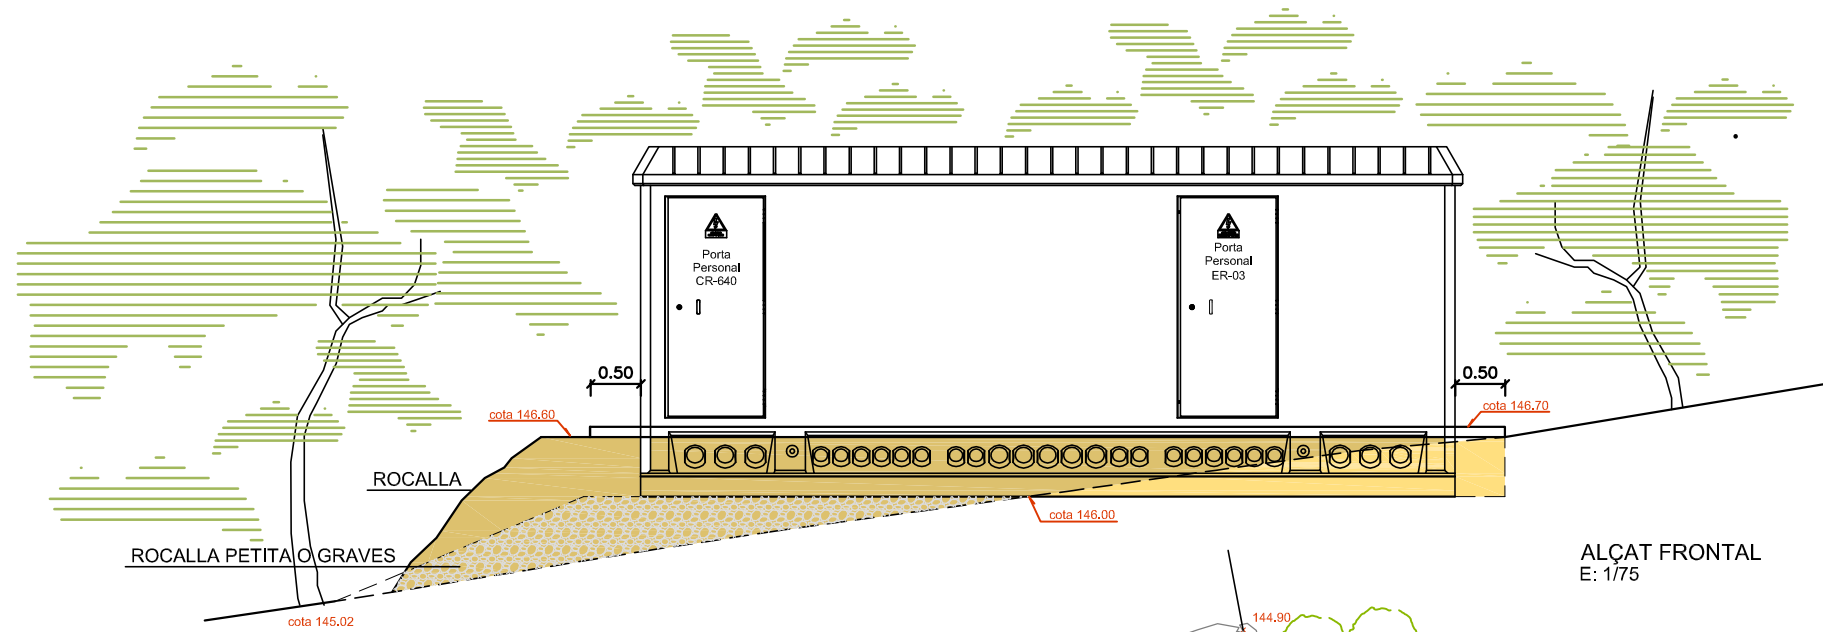 Porta
Personal
CR-640
Porta
Personal
ER-03
0.50
0.50
cota 146.60
cota 146.70
ROCALLA
cota 146.00
ROCALLA PETITA O GRAVES
ALÇAT FRONTAL
E: 1/75
cota 145.02
144.90